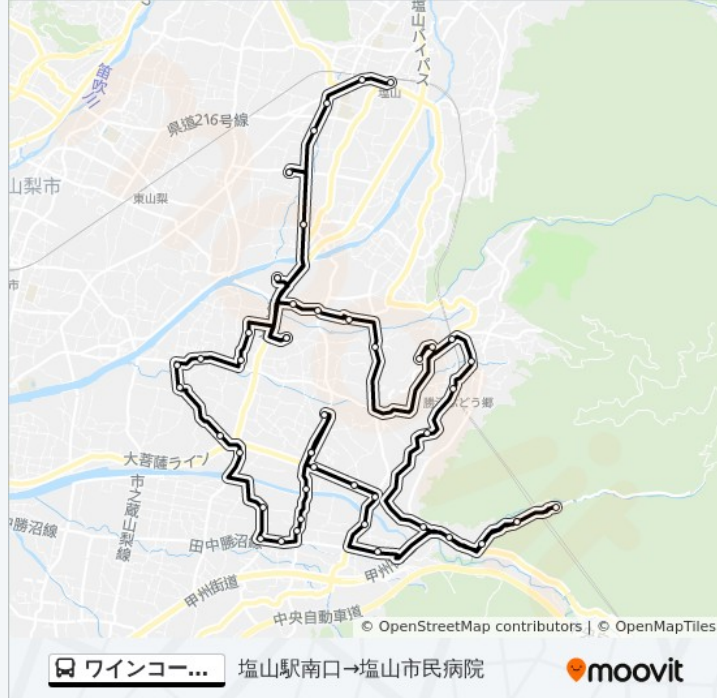 塩山バイパス
笛吹川
塩山
県道216号線
山梨市
東山梨
市
勝沼ぶどう郷
大菩薩ライン
市之蔵山梨線
勝沼線
田中勝沼線
甲州街道
甲州
中央自動車道
© OpenStreetMap contributors | © OpenMapTiles
ワインコー...
塩山駅南口→塩山市民病院
moovit